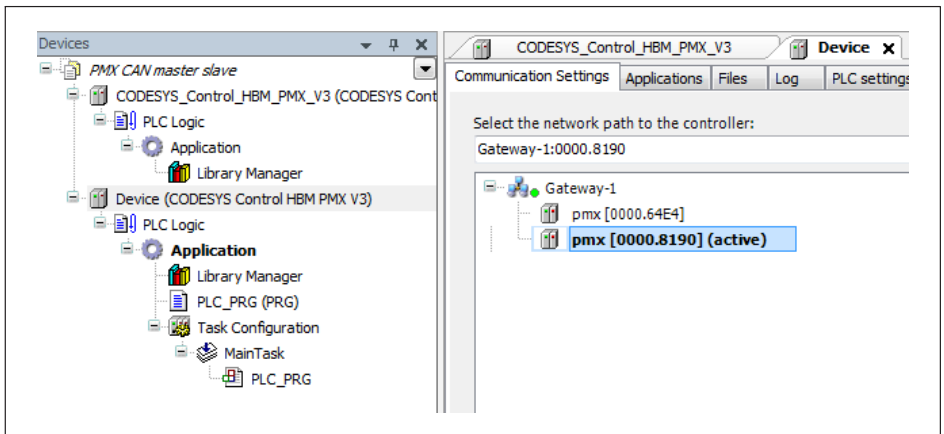 Devices
PMX CAN master slave
CODESYS_Control_HBM_PMX_V3 (CODESYS Cont
PLC Logic
Application
Library Manager
Device (CODESYS Control HBM PMX V3)
PLC Logic
Application
Library Manager
PLC_PRG (PRG)
Task Configuration
MainTask
PLC_PRG
CODESYS_Control_HBM_PMX_V3
Device
Communication Settings Applications Files Log PLC settings
Select the network path to the controller:
Gateway-1:0000.8190
Gateway-1
pmx [0000.64E4]
pmx [0000.8190] (active)